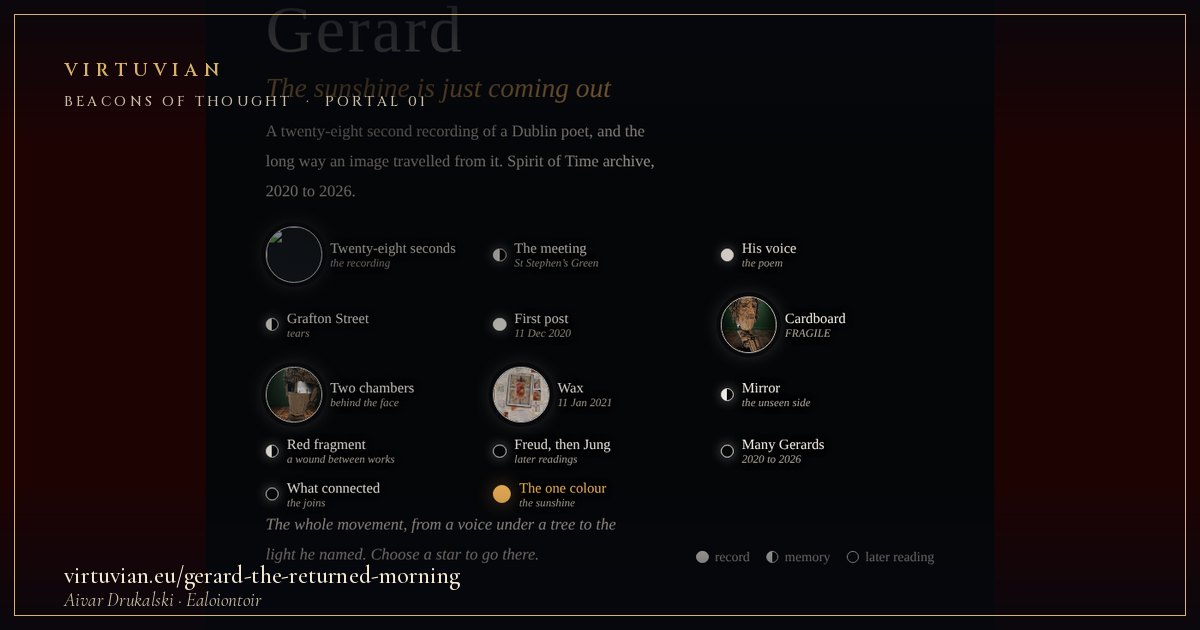 Gerard
VIRTUVIAN
The sunshine is just coming out
BEACONS OF THOUGHT · PORTAL 01
A twenty-eight second recording of a Dublin poet, and the
long way an image travelled from it. Spirit of Time archive,
2020 to 2026.
Twenty-eight seconds
the recording
The meeting
St Stephen's Green
His voice
the poem
Grafton Street
tears
First post
11 Dec 2020
Cardboard
FRAGILE
Two chambers
behind the face
Wax
11 Jan 2021
Mirror
the unseen side
Red fragment
a wound between works
Freud, then Jung
later readings
Many Gerards
2020 to 2026
What connected
the joins
The one colour
the sunshine
The whole movement, from a voice under a tree to the
light he named. Choose a star to go there.
record
memory
later reading
virtuvian.eu/gerard-the-returned-morning
Aivar Drukalski · Ealoiontoir